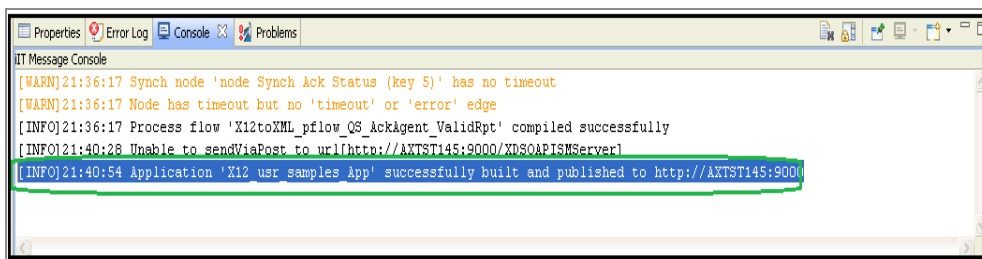 Properties Error Log Console Problems
iIT Message Console
[WARN]21:36:17 Synch node 'node Synch Ack Status (key 5)' has no timeout
[WARN]21:36:17 Node has timeout but no 'timeout' or 'error' edge
[INFO]21:36:17 Process flow 'X12toXML_pflow_QS_AckAgent_ValidRpt' compiled successfully
[INFO]21:40:28 Unable to sendViaPost to url[http://AXTST145:9000/XDSOAPISMServer]
[INFO]21:40:54 Application 'X12_usr_samples_App' successfully built and published to http://AXTST145:9000